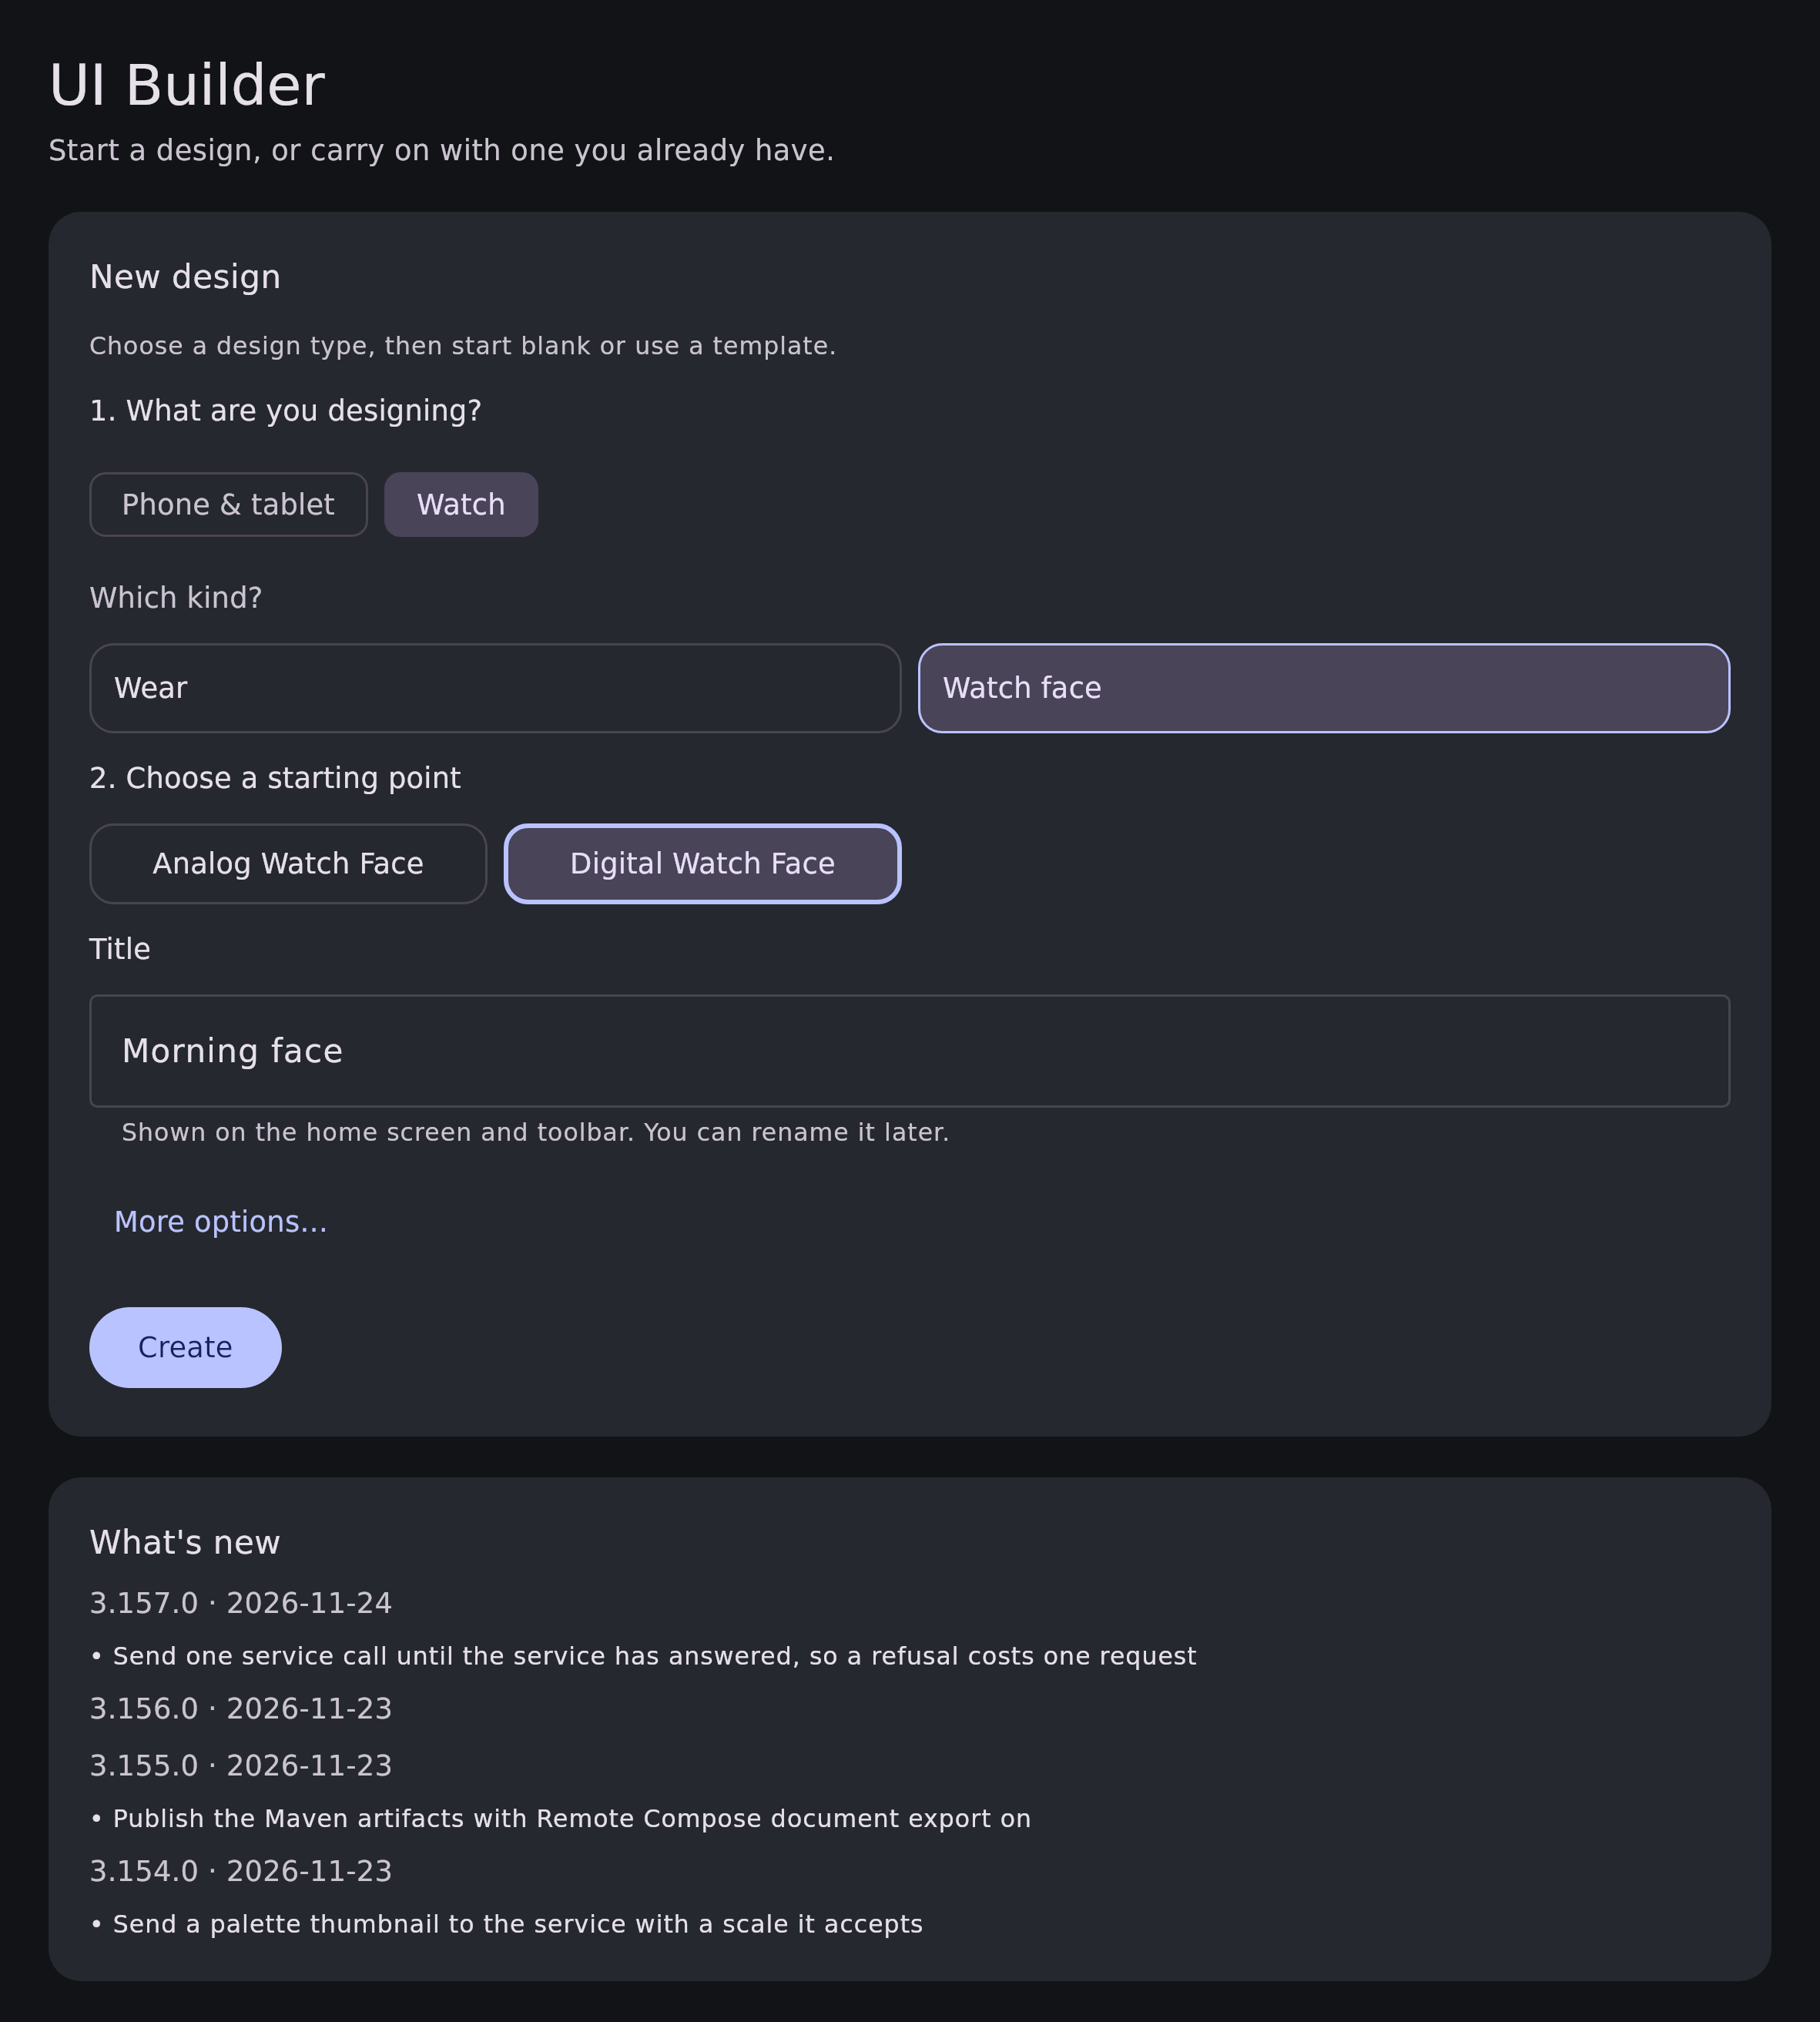 UI Builder
Start a design, or carry on with one you already have.
New design
Choose a design type, then start blank or use a template.
1. What are you designing?
Phone & tablet
Watch
Which kind?
Wear
Watch face
2. Choose a starting point
Analog Watch Face
Digital Watch Face
Title
Morning face
Shown on the home screen and toolbar. You can rename it later.
More options...
Create
What's new
3.157.0 · 2026-11-24
• Send one service call until the service has answered, so a refusal costs one request
3.156.0 · 2026-11-23
3.155.0 · 2026-11-23
• Publish the Maven artifacts with Remote Compose document export on
3.154.0 · 2026-11-23
• Send a palette thumbnail to the service with a scale it accepts